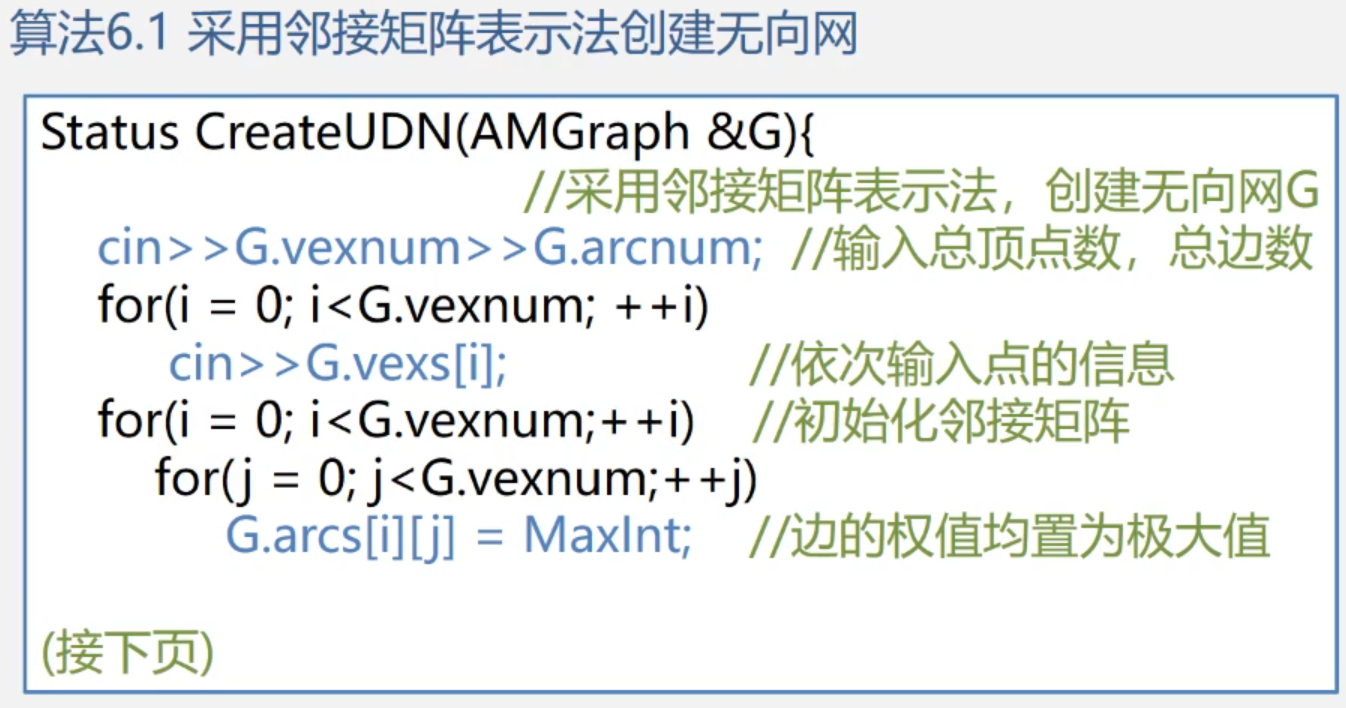 算法6.1 采用邻接矩阵表示法创建无向网
Status CreateUDN(AMGraph &G){
//采用邻接矩阵表示法，创建无向网G
cin>>G.vexnum>>G.arcnum; //输入总顶点数，总边数
for(i = 0; i<G.vexnum; ++i)
cin>>G.vexs[i]; //依次输入点的信息
for(i = 0; i<G.vexnum;++i) //初始化邻接矩阵
for(j = 0; j<G.vexnum;++j)
G.arcs[i][j] = MaxInt; //边的权值均置为极大值
(接下页)